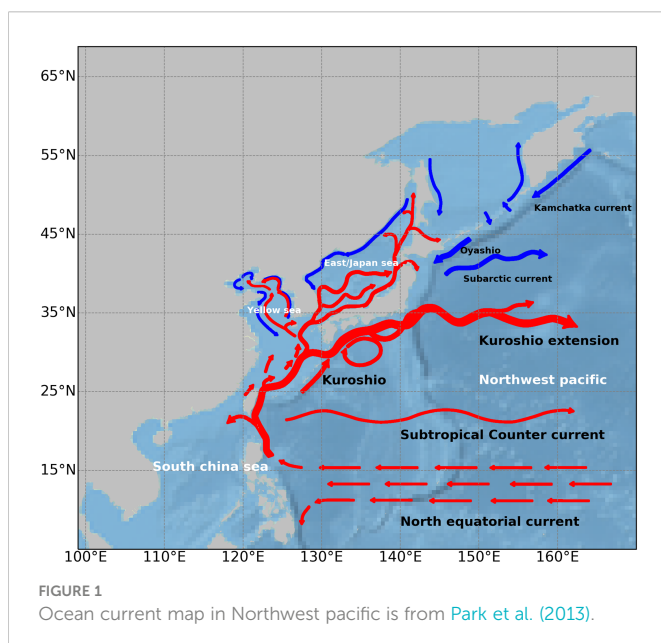 65°N
55°N
Kamchatka current
45°N
Oyashio
East/Japan sea
Subarctic current
35°N
Yellow sea
Kuroshio extension
Kuroshio
Northwest pacific
25°N
Subtropical Counter current
South china sea
15°N
North equatorial current
100°E 110°E 120°E 130°E 140°E 150°E 160°E
FIGURE 1
Ocean current map in Northwest pacific is from Park et al. (2013).